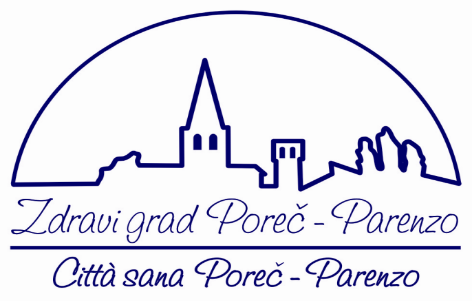 Zdravi grad Poreč - Parenzo
Città sana Poreč - Parenzo